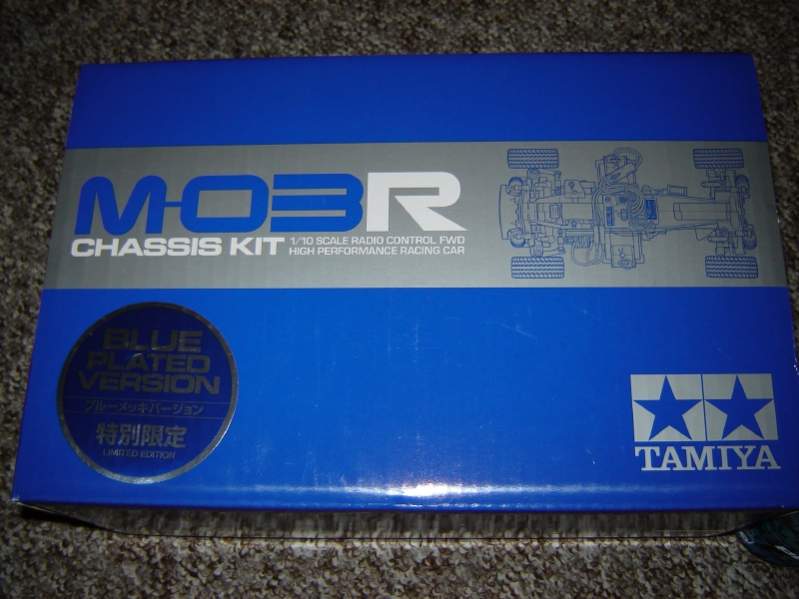 M-03R
CHASSIS KIT
1/10 SCALE RADIO CONTROL FWD
HIGH PERFORMANCE RACING CAR
BLUE
PLATED
VERSION
ブルーメッキバージョン
特別限定
LIMITED EDITION
TAMIYA